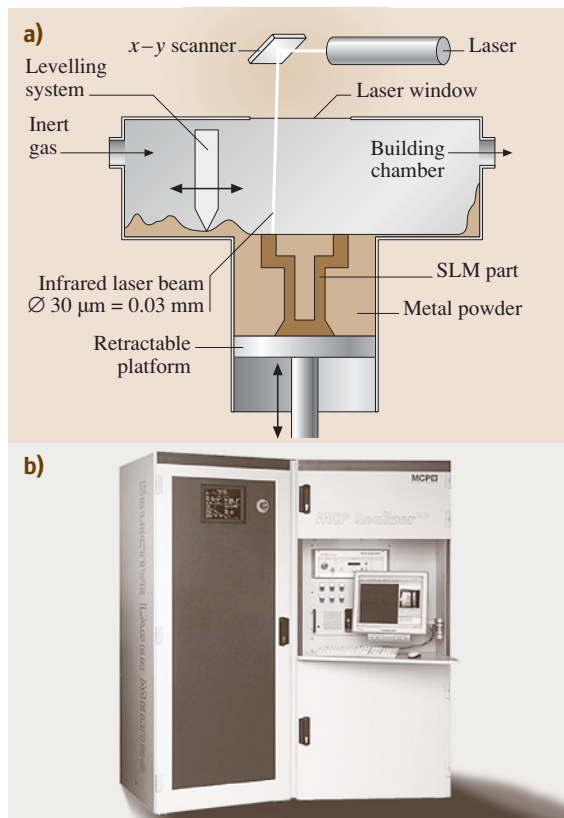 a)
x–y scanner
Laser
Levelling
system
Laser window
Inert
gas
Building
chamber
Infrared laser beam
Ø 30 µm = 0.03 mm
SLM part
Metal powder
Retractable
platform
b)
MCP
MCP Realizer